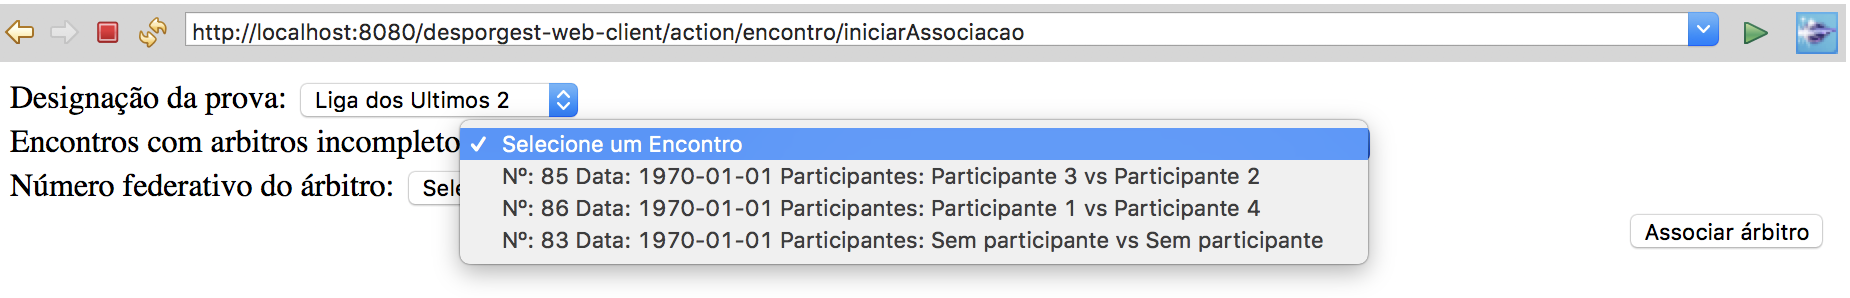 http://localhost:8080/desporgest-web-client/action/encontro/iniciarAssociacao
Designação da prova: Liga dos Ultimos 2
Encontros com arbitros incompleto
Selecione um Encontro
Nº: 85 Data: 1970-01-01 Participantes: Participante 3 vs Participante 2
Número federativo do árbitro: Sele
Nº: 86 Data: 1970-01-01 Participantes: Participante 1 vs Participante 4
Nº: 83 Data: 1970-01-01 Participantes: Sem participante vs Sem participante
Associar árbitro